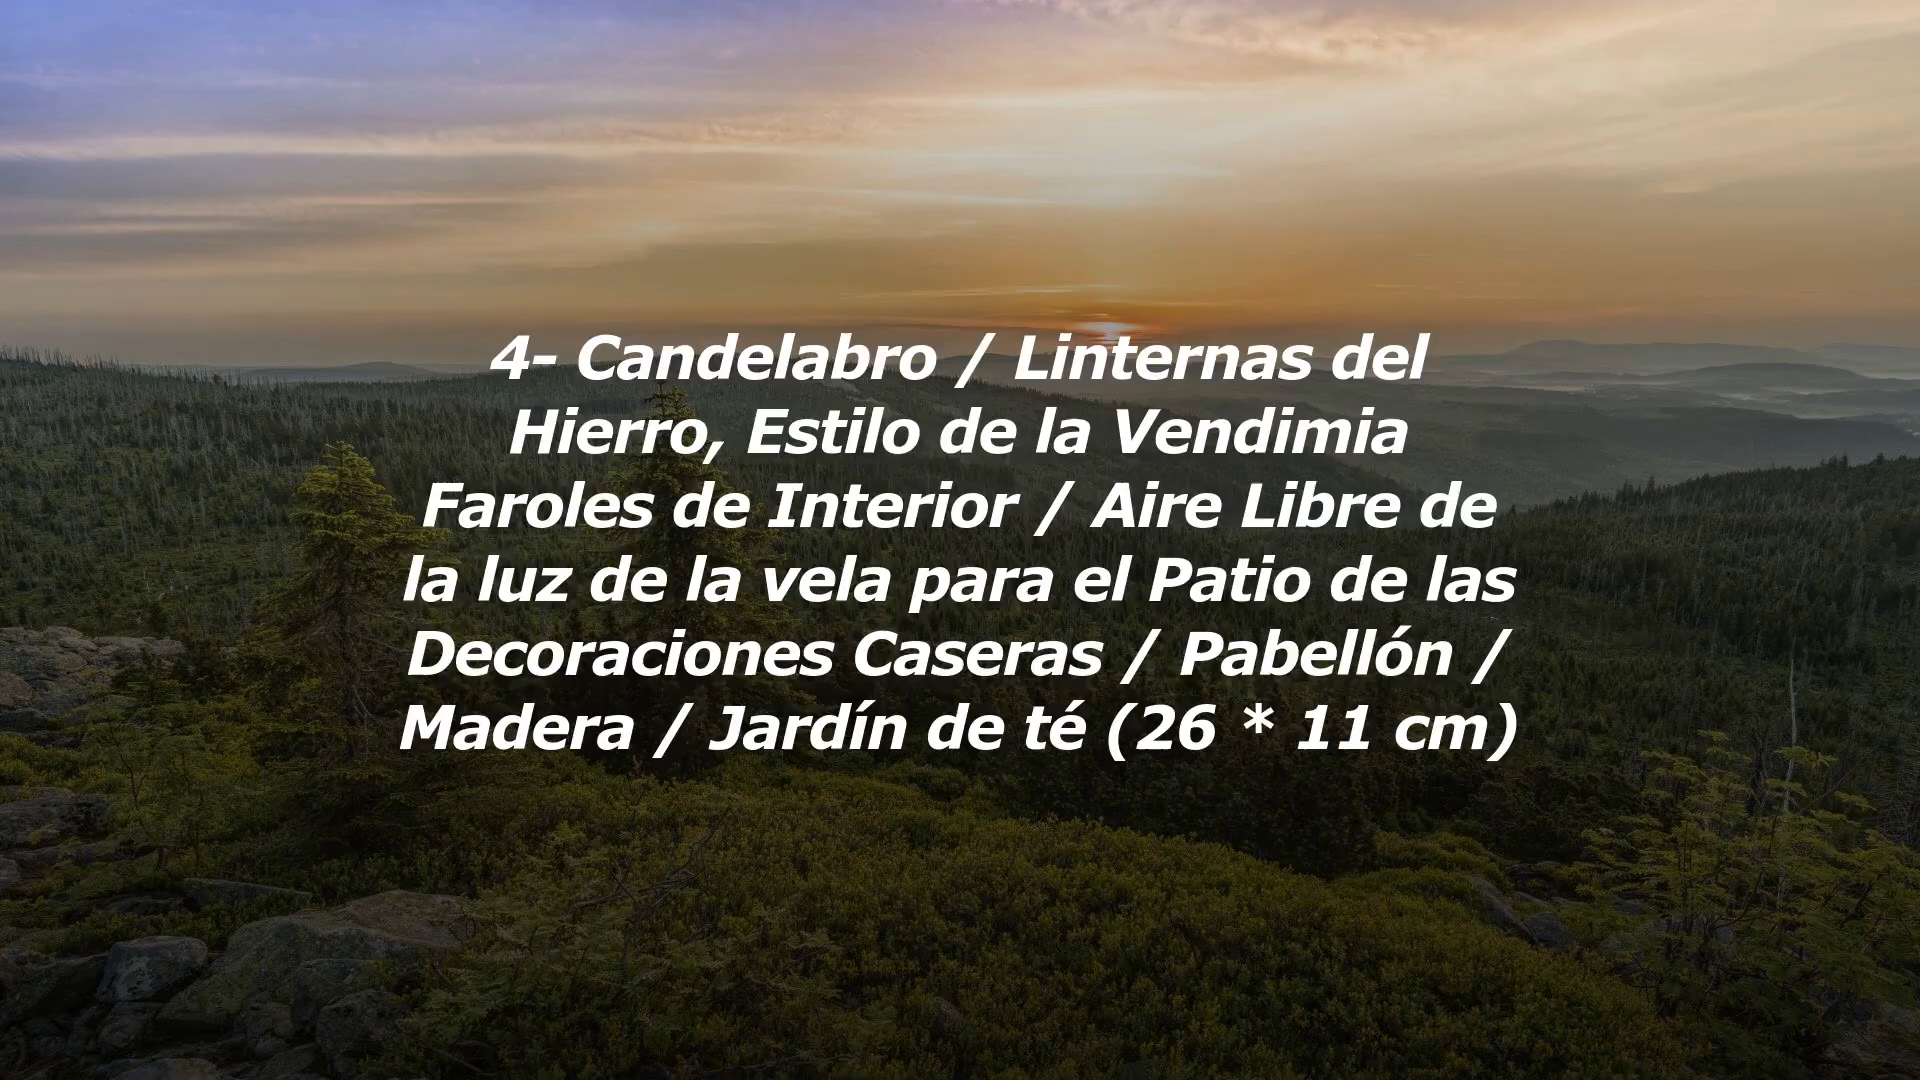 4- Candelabro / Linternas del
Hierro, Estilo de la Vendimia
Faroles de Interior / Aire Libre de
la luz de la vela para el Patio de las
Decoraciones Caseras / Pabellón /
Madera / Jardín de té (26 * 11 cm)